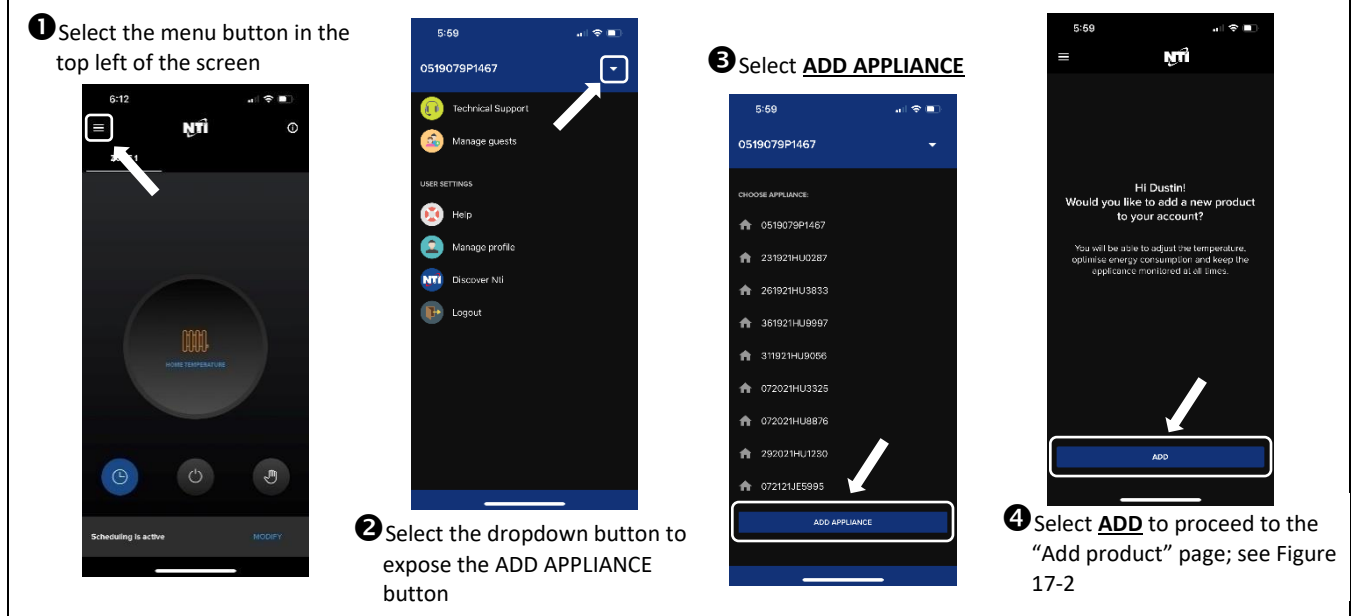 ❶Select the menu button in the
top left of the screen
6:12
NTi
HOME TEMPERATURE
Scheduling is active MODIFY
5:59
0519079P1467
Technical Support
Manage guests
USER SETTINGS
Help
Manage profile
NTI Discover Nti
Logout
❷Select the dropdown button to
expose the ADD APPLIANCE
button
❸Select ADD APPLIANCE
5:59
0519079P1467
CHOOSE APPLIANCE:
0519079P1467
231921HU0287
261921HU3833
361921HU9997
311921HU9056
072021HU3325
072021HU8876
292021HU1230
072121JE5995
ADD APPLIANCE
5:59
NTi
Hi Dustin!
Would you like to add a new product
to your account?
You will be able to adjust the temperature,
optimise energy consumption and keep the
applicance monitored at all times.
ADD
❹Select ADD to proceed to the
“Add product” page; see Figure
17-2